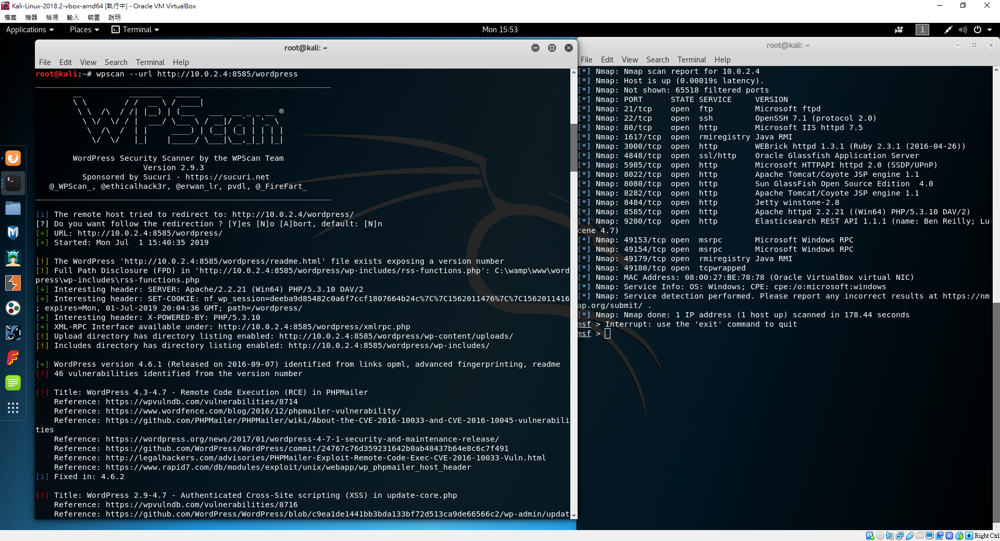 Kali-Linux-2018.2-vbox-amd64 [執行中] - Oracle VM VirtualBox
檔案 機器 檢視 輸入 裝置 說明
Applications Places Terminal Mon 15:53 1
root@kali: ~
File Edit View Search Terminal Help
root@kali:~# wpscan --url http://10.0.2.4:8585/wordpress
WPScan ®
WordPress Security Scanner by the WPScan Team
Version 2.9.3
Sponsored by Sucuri - https://sucuri.net
@_WPScan_, @ethicalhack3r, @erwan_lr, pvdl, @_FireFart_
[i] The remote host tried to redirect to: http://10.0.2.4/wordpress/
[?] Do you want follow the redirection ? [Y]es [N]o [A]bort, default: [N]n
[+] URL: http://10.0.2.4:8585/wordpress/
[+] Started: Mon Jul  1 15:40:35 2019
[!] The WordPress 'http://10.0.2.4:8585/wordpress/readme.html' file exists exposing a version number
[!] Full Path Disclosure (FPD) in 'http://10.0.2.4:8585/wordpress/wp-includes/rss-functions.php': C:\wamp\www\word
press\wp-includes\rss-functions.php
[+] Interesting header: SERVER: Apache/2.2.21 (Win64) PHP/5.3.10 DAV/2
[+] Interesting header: SET-COOKIE: nf_wp_session=deeba9d85482c0a6f7ccf1807664b24c%7C%7C1562011476%7C%7C1562011416
; expires=Mon, 01-Jul-2019 20:04:36 GMT; path=/wordpress/
[+] Interesting header: X-POWERED-BY: PHP/5.3.10
[+] XML-RPC Interface available under: http://10.0.2.4:8585/wordpress/xmlrpc.php
[!] Upload directory has directory listing enabled: http://10.0.2.4:8585/wordpress/wp-content/uploads/
[!] Includes directory has directory listing enabled: http://10.0.2.4:8585/wordpress/wp-includes/
[+] WordPress version 4.6.1 (Released on 2016-09-07) identified from links opml, advanced fingerprinting, readme
[!] 46 vulnerabilities identified from the version number
[!] Title: WordPress 4.3-4.7 - Remote Code Execution (RCE) in PHPMailer
Reference: https://wpvulndb.com/vulnerabilities/8714
Reference: https://www.wordfence.com/blog/2016/12/phpmailer-vulnerability/
Reference: https://github.com/PHPMailer/PHPMailer/wiki/About-the-CVE-2016-10033-and-CVE-2016-10045-vulnerabili
ties
Reference: https://wordpress.org/news/2017/01/wordpress-4-7-1-security-and-maintenance-release/
Reference: https://github.com/WordPress/WordPress/commit/24767c76d359231642b0ab48437b64e8c6c7f491
Reference: http://legalhackers.com/advisories/PHPMailer-Exploit-Remote-Code-Exec-CVE-2016-10033-Vuln.html
Reference: https://www.rapid7.com/db/modules/exploit/unix/webapp/wp_phpmailer_host_header
[i] Fixed in: 4.6.2
[!] Title: WordPress 2.9-4.7 - Authenticated Cross-Site scripting (XSS) in update-core.php
Reference: https://wpvulndb.com/vulnerabilities/8716
Reference: https://github.com/WordPress/WordPress/blob/c9ea1de1441bb3bda133bf72d513ca9de66566c2/wp-admin/updat
root@kali: ~
File Edit View Search Terminal Help
[*] Nmap: Nmap scan report for 10.0.2.4
[*] Nmap: Host is up (0.00019s latency).
[*] Nmap: Not shown: 65518 filtered ports
[*] Nmap: PORT      STATE SERVICE     VERSION
[*] Nmap: 21/tcp    open  ftp         Microsoft ftpd
[*] Nmap: 22/tcp    open  ssh         OpenSSH 7.1 (protocol 2.0)
[*] Nmap: 80/tcp    open  http        Microsoft IIS httpd 7.5
[*] Nmap: 1617/tcp  open  rmiregistry Java RMI
[*] Nmap: 3000/tcp  open  http        WEBrick httpd 1.3.1 (Ruby 2.3.1 (2016-04-26))
[*] Nmap: 4848/tcp  open  ssl/http    Oracle Glassfish Application Server
[*] Nmap: 5985/tcp  open  http        Microsoft HTTPAPI httpd 2.0 (SSDP/UPnP)
[*] Nmap: 8022/tcp  open  http        Apache Tomcat/Coyote JSP engine 1.1
[*] Nmap: 8080/tcp  open  http        Sun GlassFish Open Source Edition  4.0
[*] Nmap: 8282/tcp  open  http        Apache Tomcat/Coyote JSP engine 1.1
[*] Nmap: 8484/tcp  open  http        Jetty winstone-2.8
[*] Nmap: 8585/tcp  open  http        Apache httpd 2.2.21 ((Win64) PHP/5.3.10 DAV/2)
[*] Nmap: 9200/tcp  open  http        Elasticsearch REST API 1.1.1 (name: Ben Reilly; Lu
cene 4.7)
[*] Nmap: 49153/tcp open  msrpc       Microsoft Windows RPC
[*] Nmap: 49154/tcp open  msrpc       Microsoft Windows RPC
[*] Nmap: 49179/tcp open  rmiregistry Java RMI
[*] Nmap: 49180/tcp open  tcpwrapped
[*] Nmap: MAC Address: 08:00:27:BE:78:78 (Oracle VirtualBox virtual NIC)
[*] Nmap: Service Info: OS: Windows; CPE: cpe:/o:microsoft:windows
[*] Nmap: Service detection performed. Please report any incorrect results at https://nm
ap.org/submit/ .
[*] Nmap: Nmap done: 1 IP address (1 host up) scanned in 178.44 seconds
msf > Interrupt: use the 'exit' command to quit
msf >
Right Ctrl